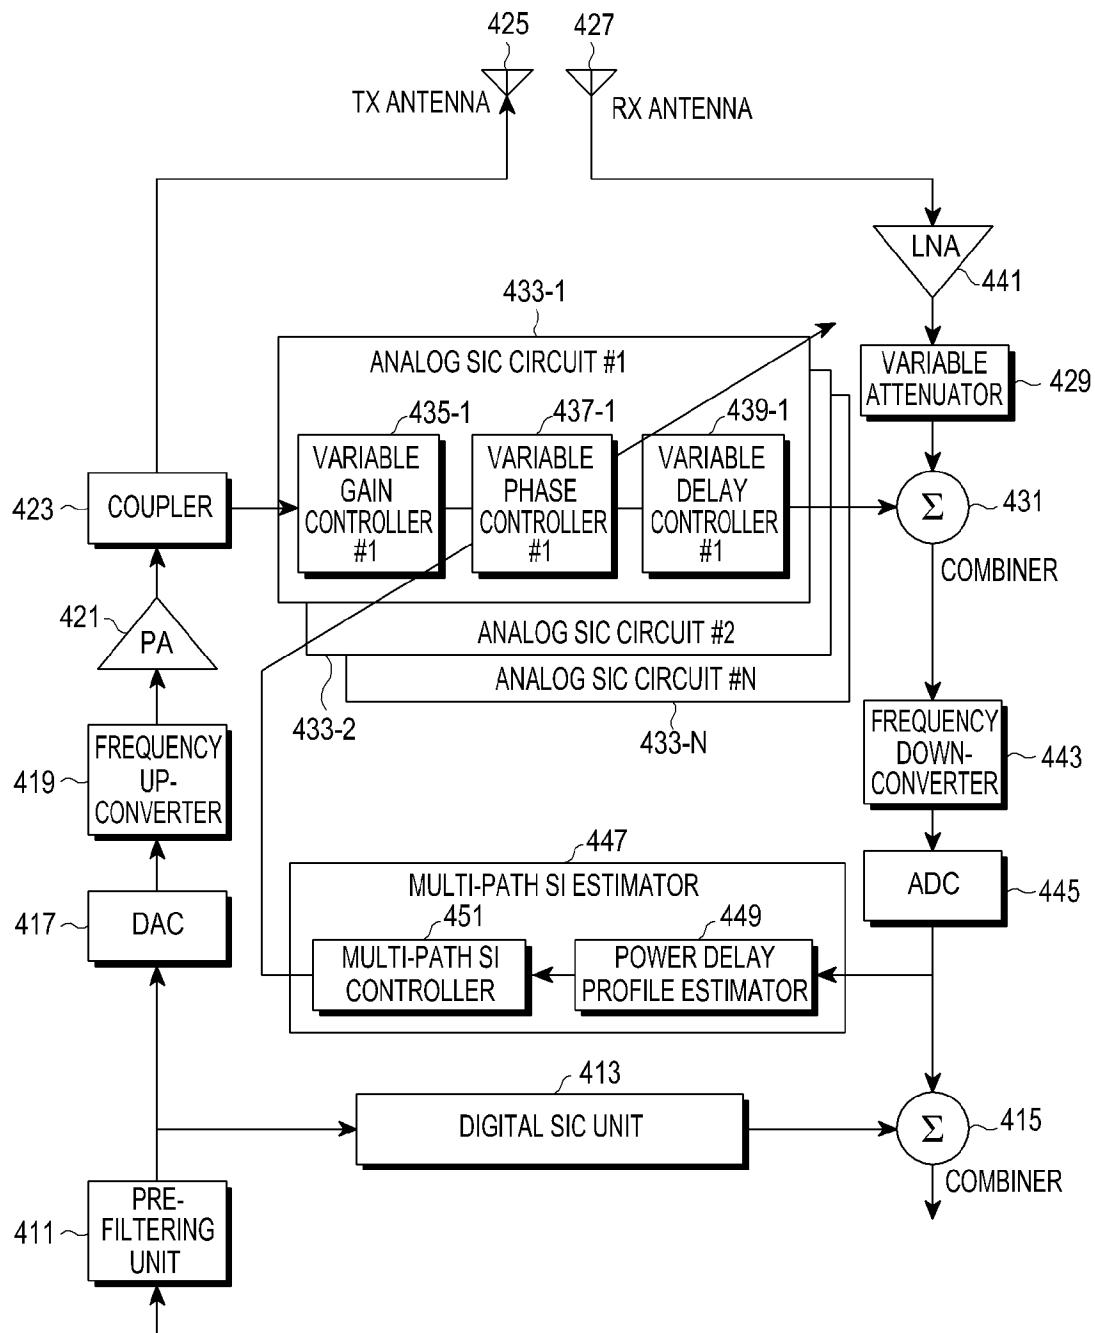 425
427
TX ANTENNA
RX ANTENNA
LNA
441
433-1
ANALOG SIC CIRCUIT #1
VARIABLE
ATTENUATOR
429
435-1
437-1
439-1
VARIABLE
GAIN
CONTROLLER
#1
VARIABLE
PHASE
CONTROLLER
#1
VARIABLE
DELAY
CONTROLLER
#1
423
COUPLER
Σ
431
COMBINER
421
PA
ANALOG SIC CIRCUIT #2
ANALOG SIC CIRCUIT #N
433-2
433-N
419
FREQUENCY
UP-
CONVERTER
FREQUENCY
DOWN-
CONVERTER
443
447
MULTI-PATH SI ESTIMATOR
ADC
445
417
DAC
451
449
MULTI-PATH SI
CONTROLLER
POWER DELAY
PROFILE ESTIMATOR
413
DIGITAL SIC UNIT
Σ
415
COMBINER
411
PRE-
FILTERING
UNIT